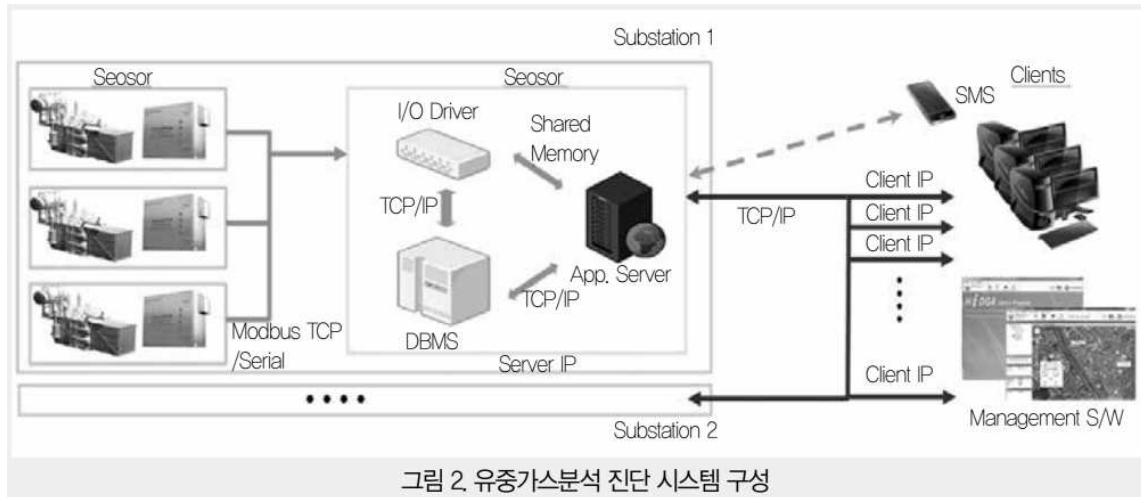 Substation 1
Seosor
Seosor
I/O Driver
Shared
Memory
TCP/IP
App. Server
TCP/IP
DBMS
Modbus TCP
/Serial
Server IP
Substation 2
SMS
Clients
TCP/IP
Client IP
Client IP
Client IP
Client IP
Management S/W
그림 2. 유중가스분석 진단 시스템 구성